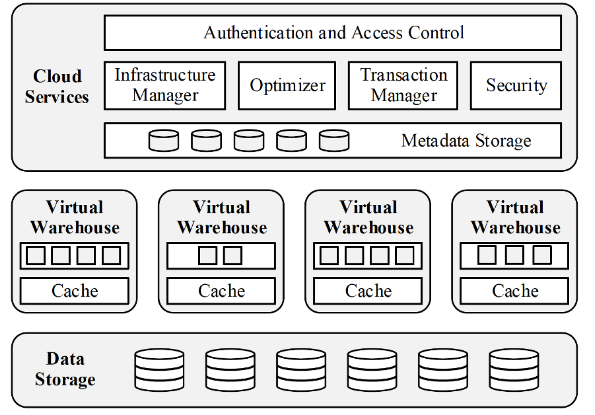 Authentication and Access Control
Cloud
Services
Infrastructure
Manager
Optimizer
Transaction
Manager
Security
Metadata Storage
Virtual
Warehouse
Cache
Virtual
Warehouse
Cache
Virtual
Warehouse
Cache
Virtual
Warehouse
Cache
Data
Storage